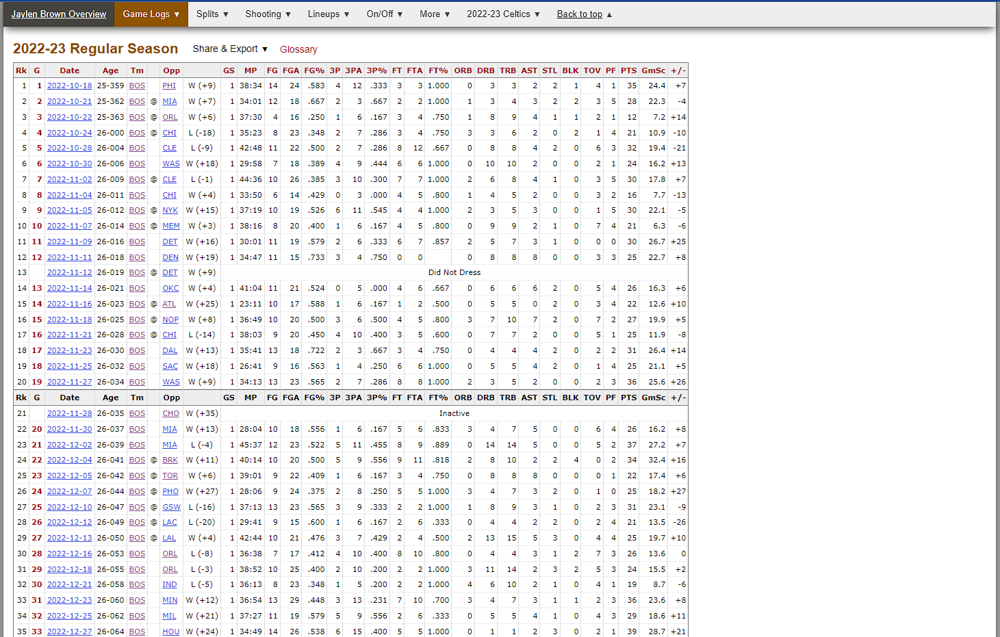 Jaylen Brown Overview Game Logs ▼ Splits ▼ Shooting ▼ Lineups ▼ On/Off ▼ More ▼ 2022-23 Celtics ▼ Back to top ▲
2022-23 Regular Season Share & Export ▼ Glossary
Rk G Date Age Tm Opp GS MP FG FGA FG% 3P 3PA 3P% FT FTA FT% ORB DRB TRB AST STL BLK TOV PF PTS GmSc +/-
1 1 2022-10-18 25-359 BOS PHI W (+9) 1 38:34 14 24 .583 4 12 .333 3 3 1.000 0 3 3 2 2 1 4 1 35 24.4 +7
2 2 2022-10-21 25-362 BOS @ MIA W (+7) 1 34:01 12 18 .667 2 3 .667 2 2 1.000 1 3 4 3 2 2 3 5 28 22.3 -4
3 3 2022-10-22 25-363 BOS @ ORL W (+6) 1 37:30 4 16 .250 1 6 .167 3 4 .750 1 8 9 4 1 1 2 1 12 7.2 +14
4 4 2022-10-24 26-000 BOS @ CHI L (-18) 1 35:23 8 23 .348 2 7 .286 3 4 .750 3 3 6 2 0 2 1 4 21 10.9 -10
5 5 2022-10-28 26-004 BOS CLE L (-9) 1 42:48 11 22 .500 2 7 .286 8 12 .667 0 8 8 4 2 0 6 3 32 19.4 -21
6 6 2022-10-30 26-006 BOS WAS W (+18) 1 29:58 7 18 .389 4 9 .444 6 6 1.000 0 10 10 2 0 0 2 1 24 16.2 +13
7 7 2022-11-02 26-009 BOS @ CLE L (-1) 1 44:36 10 26 .385 3 10 .300 7 7 1.000 2 6 8 4 1 0 3 5 30 17.8 +7
8 8 2022-11-04 26-011 BOS CHI W (+4) 1 33:50 6 14 .429 0 3 .000 4 5 .800 1 4 5 2 0 0 3 2 16 7.7 -13
9 9 2022-11-05 26-012 BOS @ NYK W (+15) 1 37:19 10 19 .526 6 11 .545 4 4 1.000 2 3 5 3 0 0 1 5 30 22.1 -5
10 10 2022-11-07 26-014 BOS @ MEM W (+3) 1 38:16 8 20 .400 1 6 .167 4 5 .800 0 9 9 2 1 0 7 4 21 6.3 -6
11 11 2022-11-09 26-016 BOS DET W (+16) 1 30:01 11 19 .579 2 6 .333 6 7 .857 2 5 7 3 1 0 0 0 30 26.7 +25
12 12 2022-11-11 26-018 BOS DEN W (+19) 1 34:47 11 15 .733 3 4 .750 0 0 0 8 8 8 0 0 3 3 25 22.7 +8
13 2022-11-12 26-019 BOS @ DET W (+9) Did Not Dress
14 13 2022-11-14 26-021 BOS OKC W (+4) 1 41:04 11 21 .524 0 5 .000 4 6 .667 0 6 6 6 2 0 5 4 26 16.3 +6
15 14 2022-11-16 26-023 BOS @ ATL W (+25) 1 23:11 10 17 .588 1 6 .167 1 2 .500 0 5 5 0 2 0 3 4 22 12.6 +10
16 15 2022-11-18 26-025 BOS @ NOP W (+8) 1 36:49 10 20 .500 3 6 .500 4 5 .800 3 7 10 7 2 0 7 2 27 19.9 +5
17 16 2022-11-21 26-028 BOS @ CHI L (-14) 1 38:03 9 20 .450 4 10 .400 3 5 .600 0 7 7 2 0 0 5 1 25 11.9 -8
18 17 2022-11-23 26-030 BOS DAL W (+13) 1 35:41 13 18 .722 2 3 .667 3 4 .750 0 4 4 4 2 0 2 2 31 26.4 +14
19 18 2022-11-25 26-032 BOS SAC W (+18) 1 26:41 9 16 .563 1 4 .250 6 6 1.000 0 5 5 4 2 0 1 4 25 21.1 +5
20 19 2022-11-27 26-034 BOS WAS W (+9) 1 34:13 13 23 .565 2 7 .286 8 8 1.000 2 3 5 2 0 0 2 3 36 25.6 +26
Rk G Date Age Tm Opp GS MP FG FGA FG% 3P 3PA 3P% FT FTA FT% ORB DRB TRB AST STL BLK TOV PF PTS GmSc +/-
21 2022-11-28 26-035 BOS CHO W (+35) Inactive
22 20 2022-11-30 26-037 BOS MIA W (+13) 1 28:04 10 18 .556 1 6 .167 5 6 .833 3 4 7 5 0 0 6 4 26 16.2 +8
23 21 2022-12-02 26-039 BOS MIA L (-4) 1 45:37 12 23 .522 5 11 .455 8 9 .889 0 14 14 5 0 0 5 2 37 27.2 +7
24 22 2022-12-04 26-041 BOS @ BRK W (+11) 1 40:14 10 20 .500 5 9 .556 9 11 .818 2 8 10 2 2 4 0 2 34 32.4 +16
25 23 2022-12-05 26-042 BOS @ TOR W (+6) 1 39:01 9 22 .409 1 6 .167 3 4 .750 0 8 8 8 0 0 0 1 22 17.4 +6
26 24 2022-12-07 26-044 BOS @ PHO W (+27) 1 28:06 9 24 .375 2 8 .250 5 5 1.000 3 4 7 3 2 0 1 0 25 18.2 +27
27 25 2022-12-10 26-047 BOS @ GSW L (-16) 1 37:13 13 23 .565 3 9 .333 2 2 1.000 1 8 9 3 1 0 2 3 31 23.1 -9
28 26 2022-12-12 26-049 BOS @ LAC L (-20) 1 29:41 9 15 .600 1 6 .167 2 6 .333 0 4 4 2 2 0 2 4 21 13.5 -26
29 27 2022-12-13 26-050 BOS @ LAL W (+4) 1 42:44 10 21 .476 3 7 .429 2 4 .500 2 13 15 5 3 0 4 4 25 19.7 +10
30 28 2022-12-16 26-053 BOS ORL L (-8) 1 36:38 7 17 .412 4 10 .400 8 10 .800 0 4 4 3 1 2 7 3 26 13.6 0
31 29 2022-12-18 26-055 BOS ORL L (-3) 1 38:52 10 25 .400 2 10 .200 2 2 1.000 3 11 14 2 3 2 5 3 24 15.5 +2
32 30 2022-12-21 26-058 BOS IND L (-5) 1 36:13 8 23 .348 1 5 .200 2 2 1.000 4 6 10 2 1 0 4 1 19 8.7 -6
33 31 2022-12-23 26-060 BOS MIN W (+12) 1 36:54 13 29 .448 3 13 .231 7 10 .700 3 4 7 3 1 1 2 3 36 23.6 +8
34 32 2022-12-25 26-062 BOS MIL W (+21) 1 37:27 11 19 .579 5 9 .556 2 6 .333 0 5 5 4 1 0 4 3 29 18.6 +11
35 33 2022-12-27 26-064 BOS HOU W (+24) 1 34:49 14 26 .538 6 15 .400 5 5 1.000 0 1 1 2 3 0 2 1 39 28.7 +21